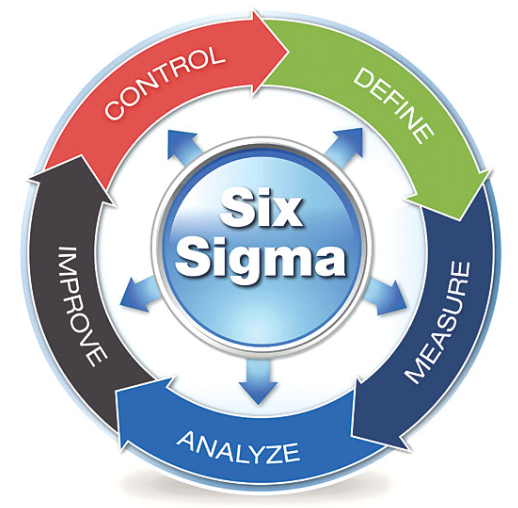 Six
Sigma
DEFINE
MEASURE
ANALYZE
IMPROVE
CONTROL